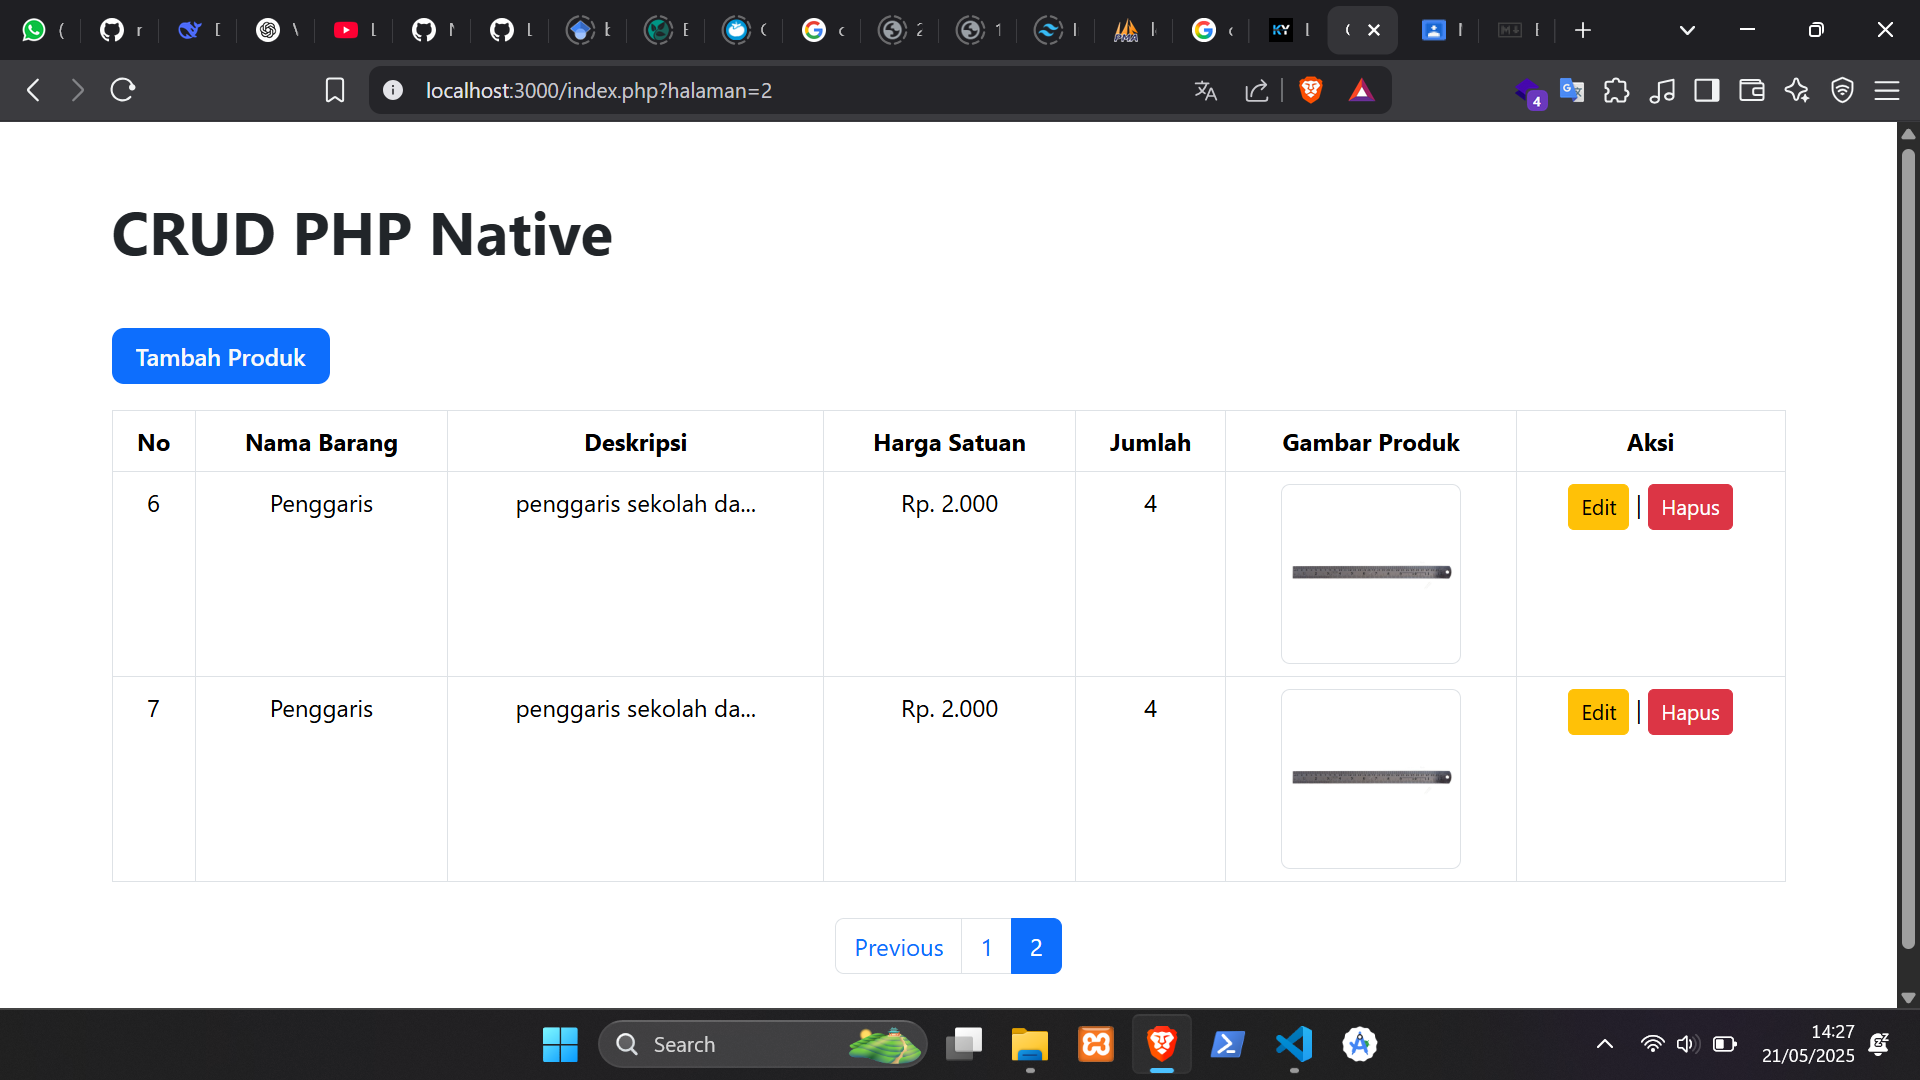 localhost:3000/index.php?halaman=2
4
CRUD PHP Native
Tambah Produk
No Nama Barang Deskripsi Harga Satuan Jumlah Gambar Produk Aksi
6 Penggaris penggaris sekolah da... Rp. 2.000 4 Edit | Hapus
7 Penggaris penggaris sekolah da... Rp. 2.000 4 Edit | Hapus
Previous 1 2
Search
14:27
21/05/2025